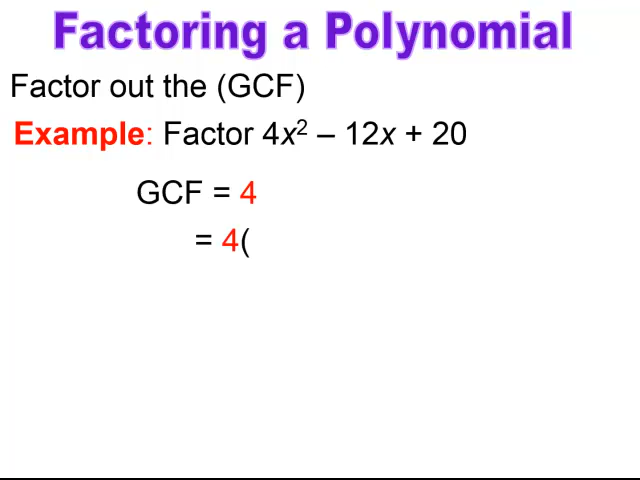 Factoring a Polynomial
Factor out the (GCF)
Example: Factor 4x² – 12x + 20
GCF = 4
= 4(